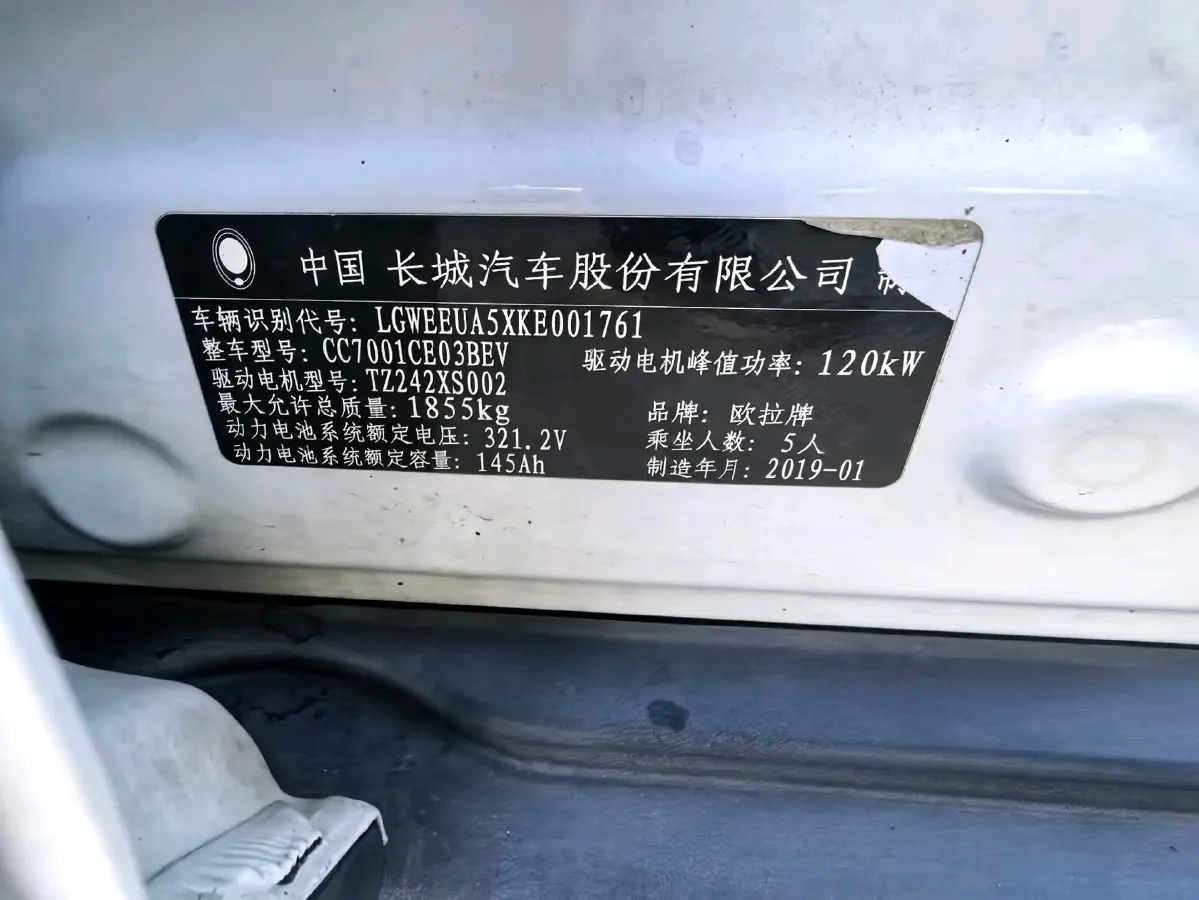 中国 长城汽车股份有限公司
车辆识别代号: LGWEEUA5XKE001761
整车型号: CC7001CE03BEV 驱动电机峰值功率: 120kW
驱动电机型号: TZ242XS002
最大允许总质量: 1855kg 品牌: 欧拉牌
动力电池系统额定电压: 321.2V 乘坐人数: 5人
动力电池系统额定容量: 145Ah 制造年月: 2019-01